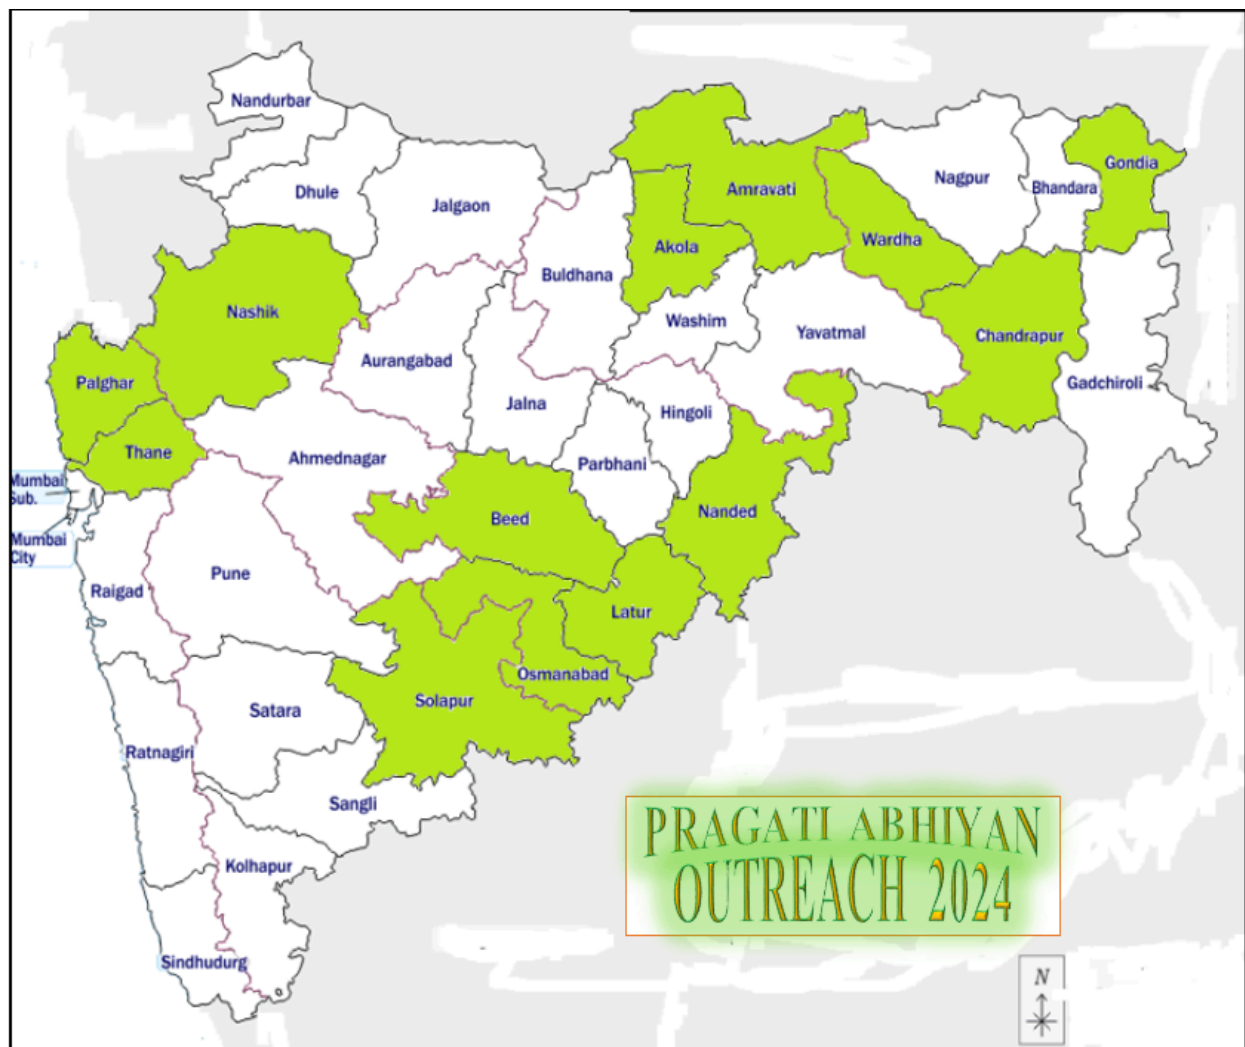 Nandurbar
Dhule
Jalgaon
Nashik
Buldhana
Akola
Amravati
Wardha
Nagpur
Bhandara
Gondia
Palghar
Thane
Aurangabad
Jalna
Washim
Yavatmal
Chandrapur
Gadchiroli
Hingoli
Parbhani
Ahmednagar
Mumbai
Sub.
Mumbai
City
Beed
Nanded
Raigad
Pune
Latur
Osmanabad
Solapur
Satara
Ratnagiri
Sangli
Kolhapur
Sindhudurg
PRAGATI ABHIYAN
OUTREACH 2024
N